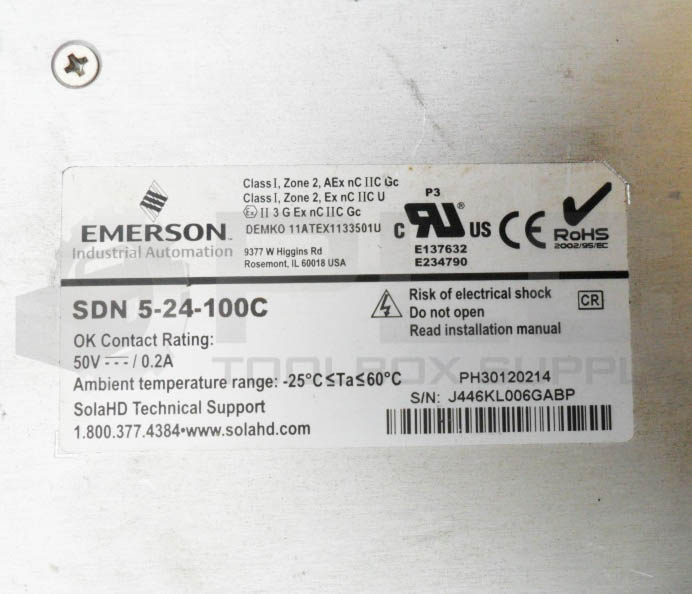 EMERSON
Industrial Automation
Class I, Zone 2, AEx nC IIC Gc
Class I, Zone 2, Ex nC IIC U
Ex II 3 G Ex nC IIC Gc
DEMKO 11ATEX1133501U
9377 W Higgins Rd
Rosemont, IL 60018 USA
P3
C UR US
E137632
E234790
CE
RoHS
2002/95/EC
SDN 5-24-100C
OK Contact Rating:
50V ⎓ / 0.2A
Ambient temperature range: -25°C ≤Ta≤60°C
SolaHD Technical Support
1.800.377.4384•www.solahd.com
Risk of electrical shock
Do not open
Read installation manual
CR
PH30120214
S/N: J446KL006GABP
TOOLBOX SUPPLY